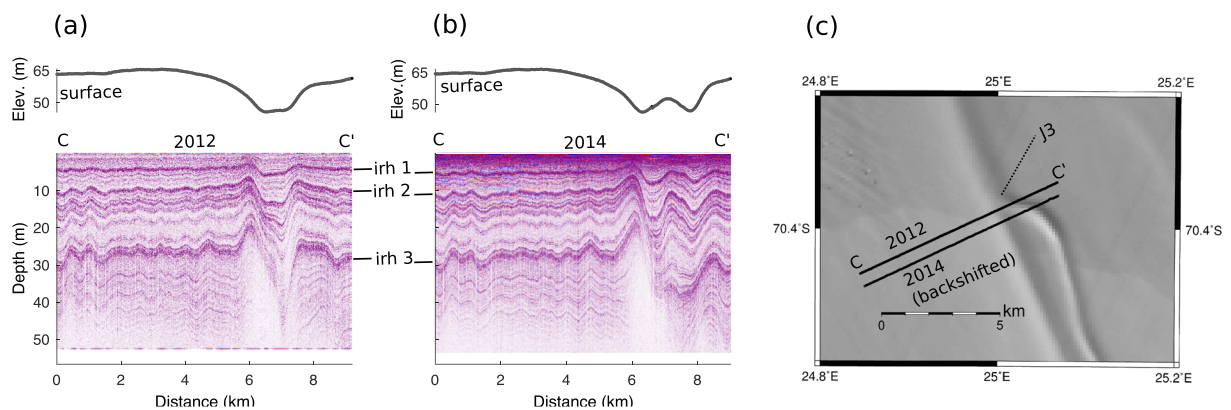 (a)
(b)
(c)
Elev. (m)
65
50
surface
C
2012
C'
Depth (m)
10
20
30
40
50
0
2
4
6
8
Distance (km)
irh 1
irh 2
irh 3
Elev.(m)
65
50
surface
C
2014
C'
0
2
4
6
8
Distance (km)
24.8°E
25°E
25.2°E
J3
C'
2012
C
2014
(backshifted)
70.4°S
70.4°S
km
0
5
24.8°E
25°E
25.2°E